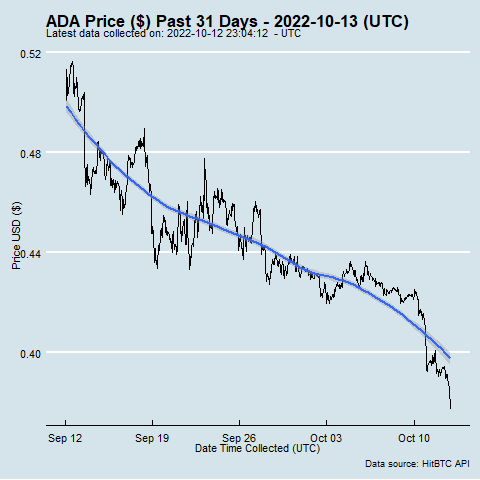 ADA Price ($) Past 31 Days - 2022-10-13 (UTC)
Latest data collected on: 2022-10-12 23:04:12  - UTC
0.52
0.48
0.44
0.40
Price USD ($)
Sep 12
Sep 19
Sep 26
Oct 03
Oct 10
Date Time Collected (UTC)
Data source: HitBTC API